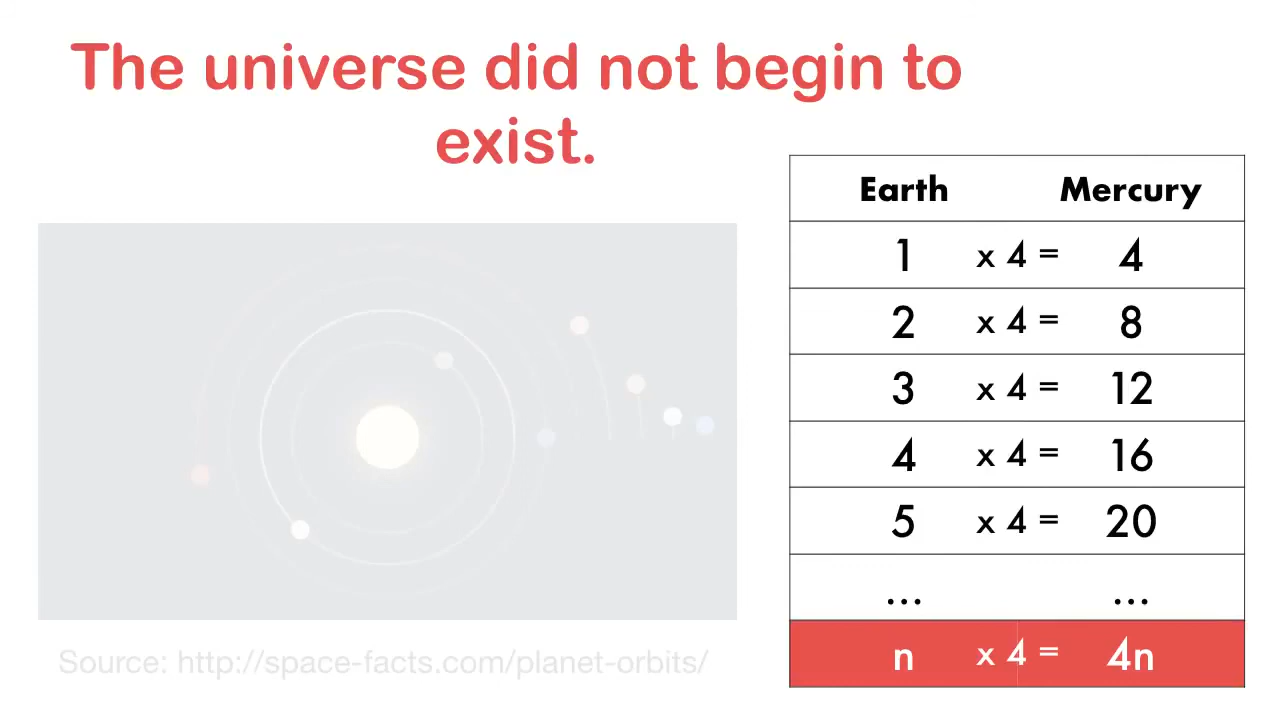 The universe did not begin to
exist.
Earth Mercury
1 x 4 = 4
2 x 4 = 8
3 x 4 = 12
4 x 4 = 16
5 x 4 = 20
... ...
n x 4 = 4n
Source: http://space-facts.com/planet-orbits/